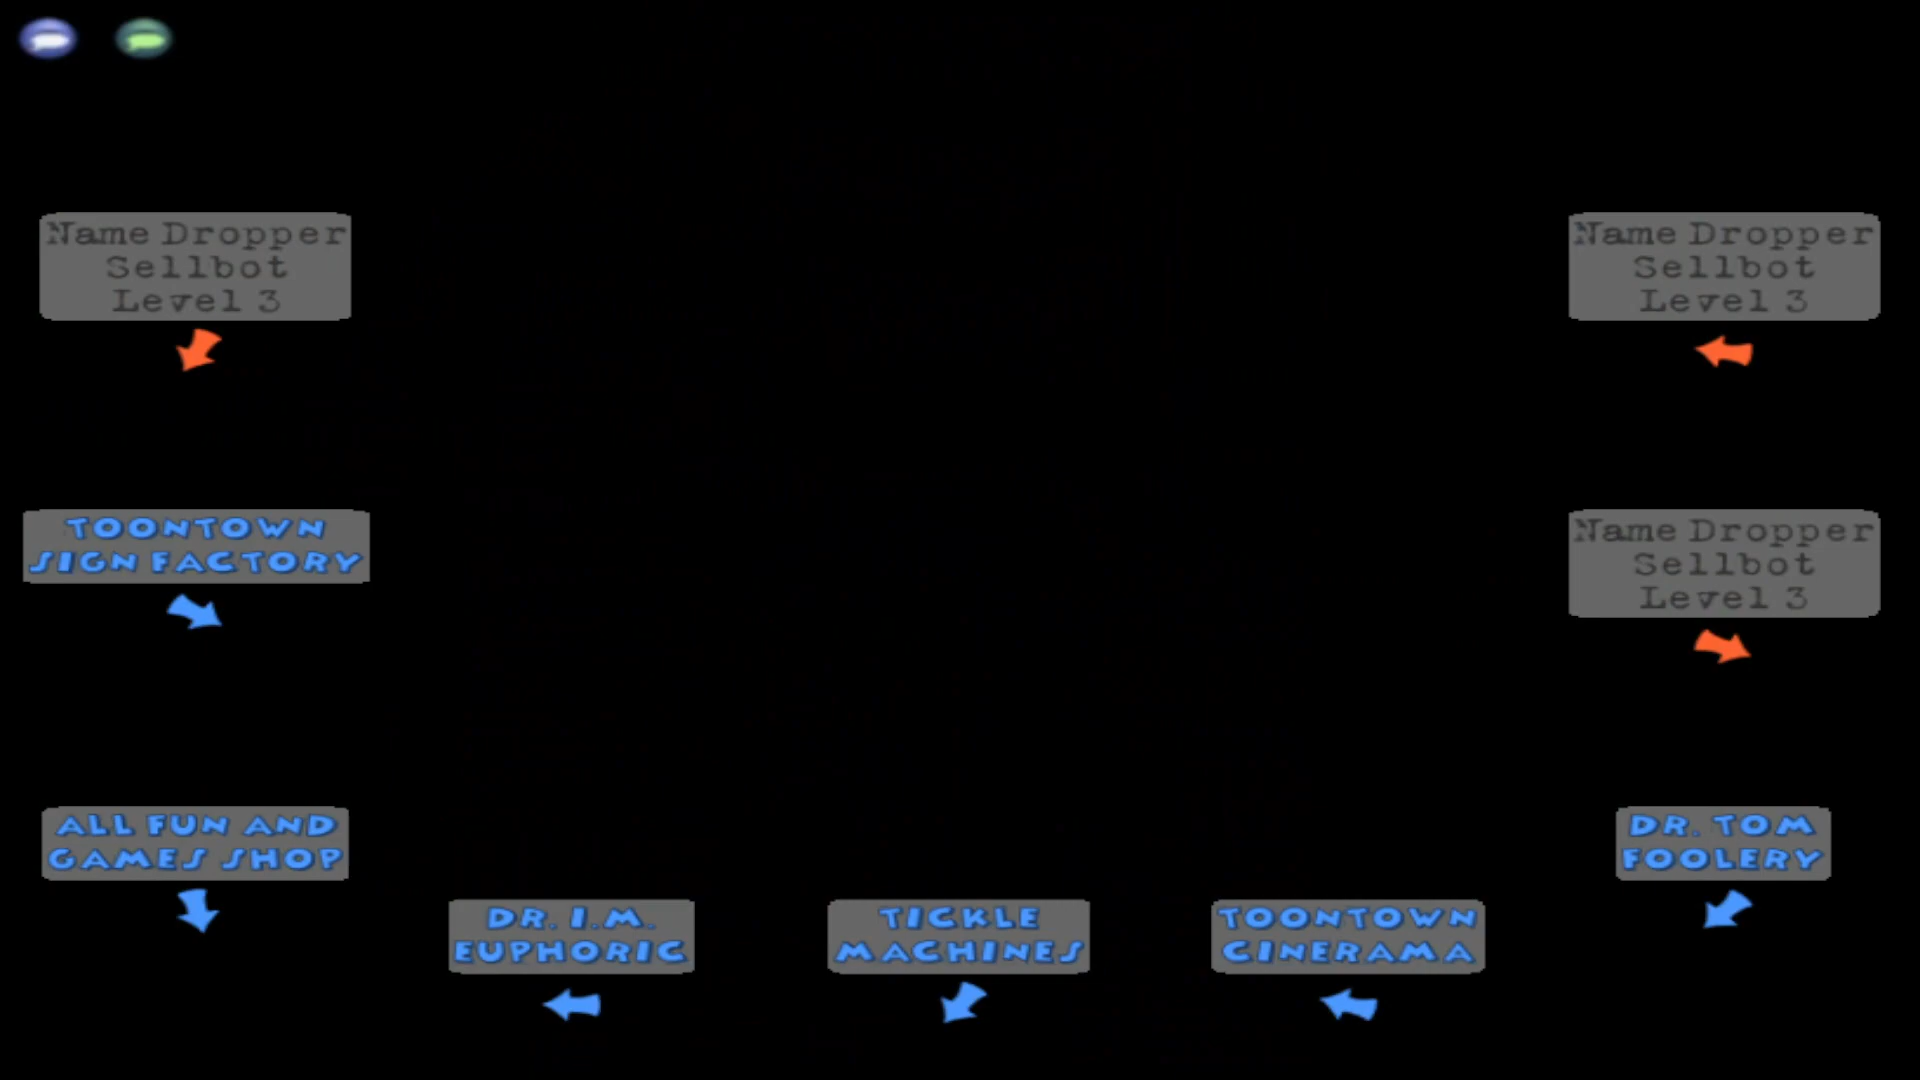 Name Dropper
Sellbot
Level 3
Name Dropper
Sellbot
Level 3
TOONTOWN
SIGN FACTORY
Name Dropper
Sellbot
Level 3
ALL FUN AND
GAMES SHOP
DR. TOM
FOOLERY
DR. I.M.
EUPHORIC
TICKLE
MACHINES
TOONTOWN
CINERAMA